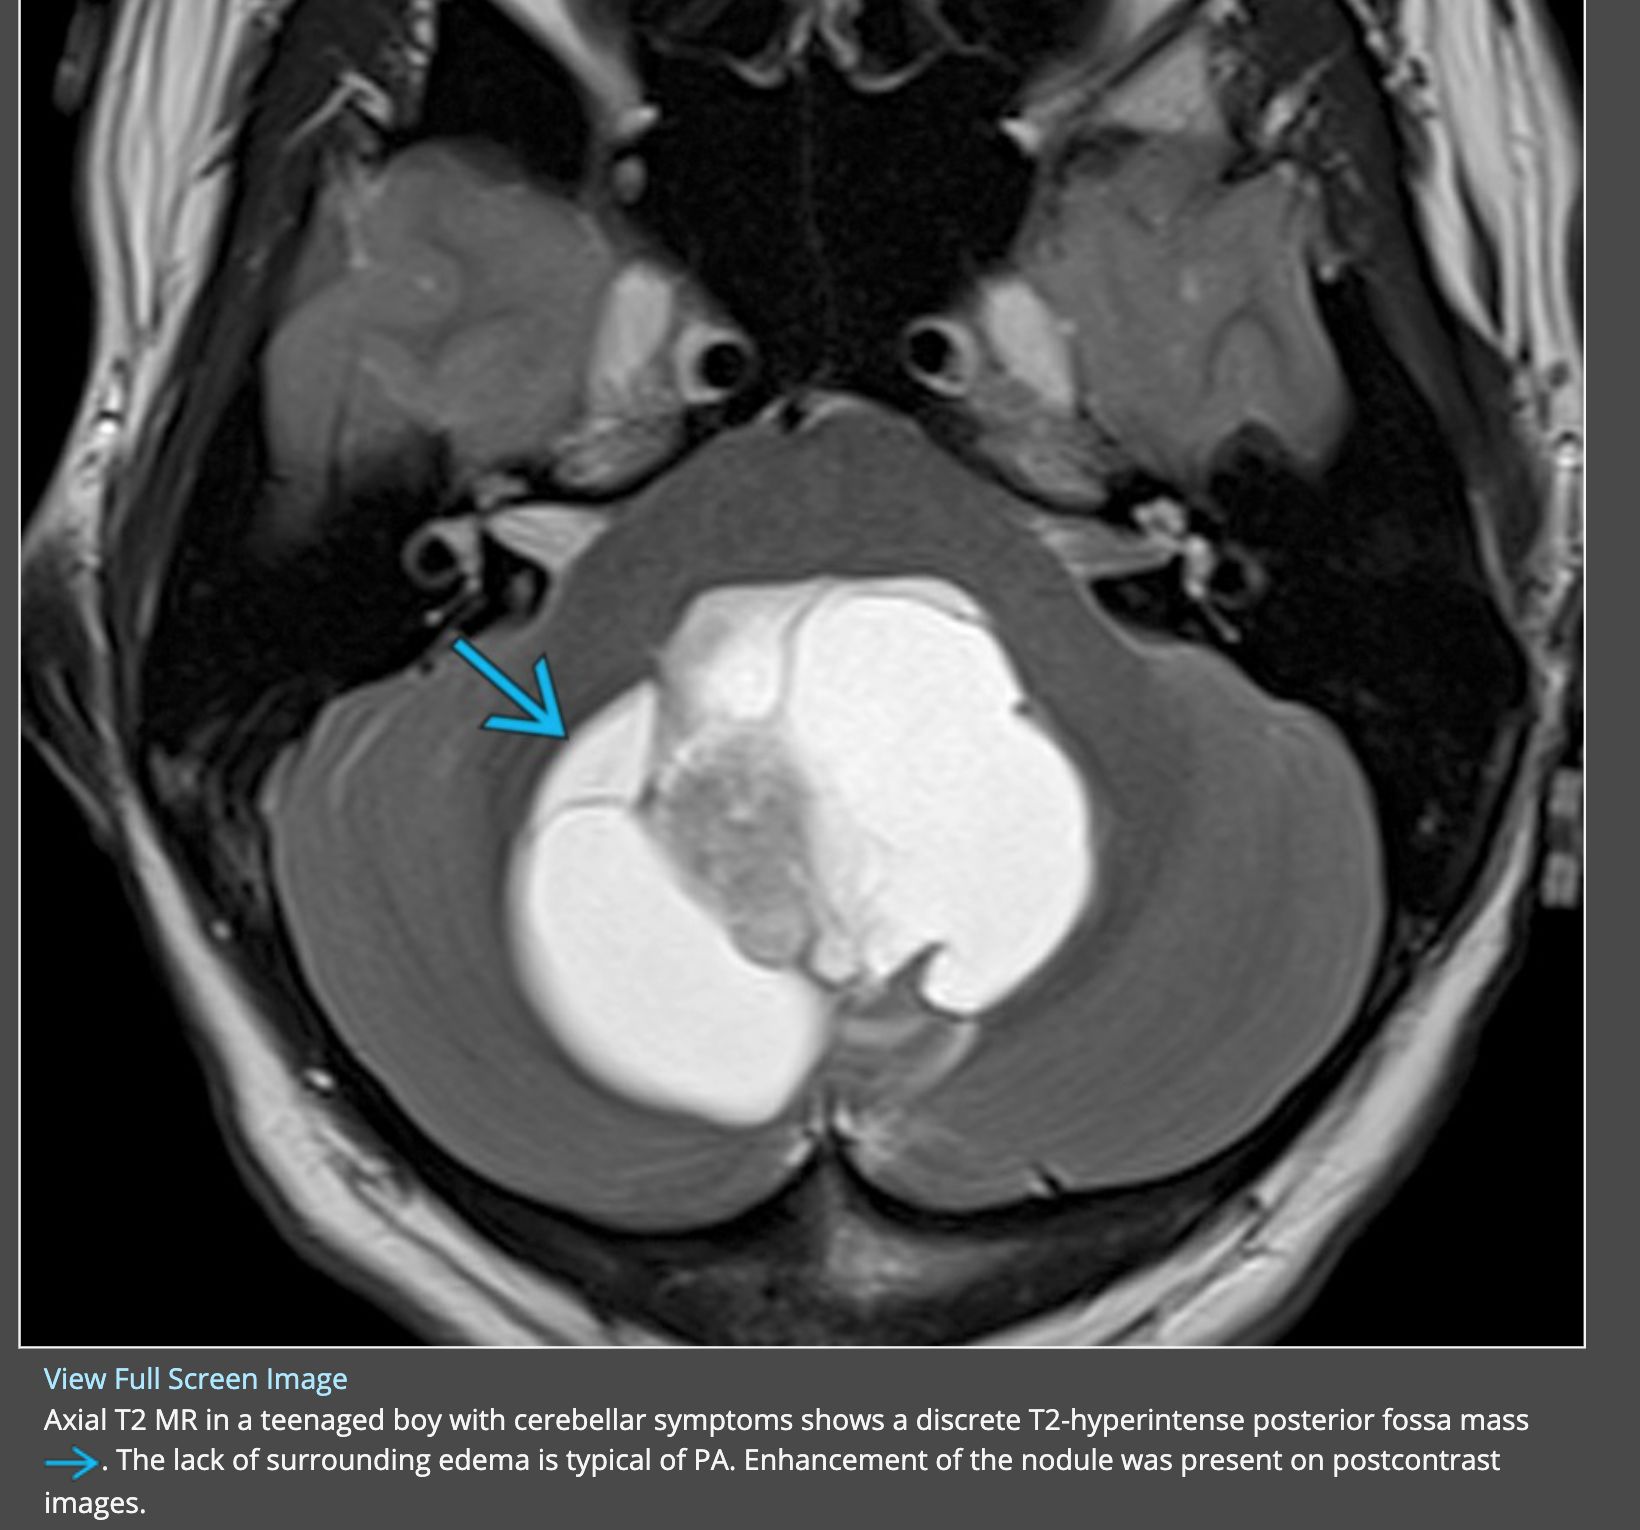 View Full Screen Image
Axial T2 MR in a teenaged boy with cerebellar symptoms shows a discrete T2-hyperintense posterior fossa mass
. The lack of surrounding edema is typical of PA. Enhancement of the nodule was present on postcontrast
images.